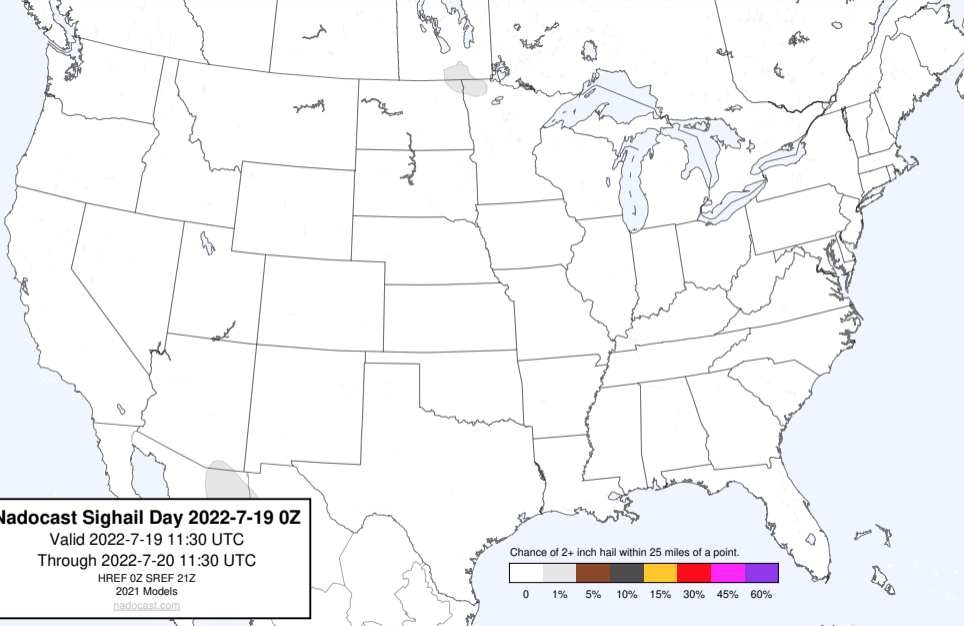 Nadocast Sighail Day 2022-7-19 0Z
Valid 2022-7-19 11:30 UTC
Through 2022-7-20 11:30 UTC
HREF 0Z SREF 21Z
2021 Models
nadocast.com
Chance of 2+ inch hail within 25 miles of a point.
0 1% 5% 10% 15% 30% 45% 60%